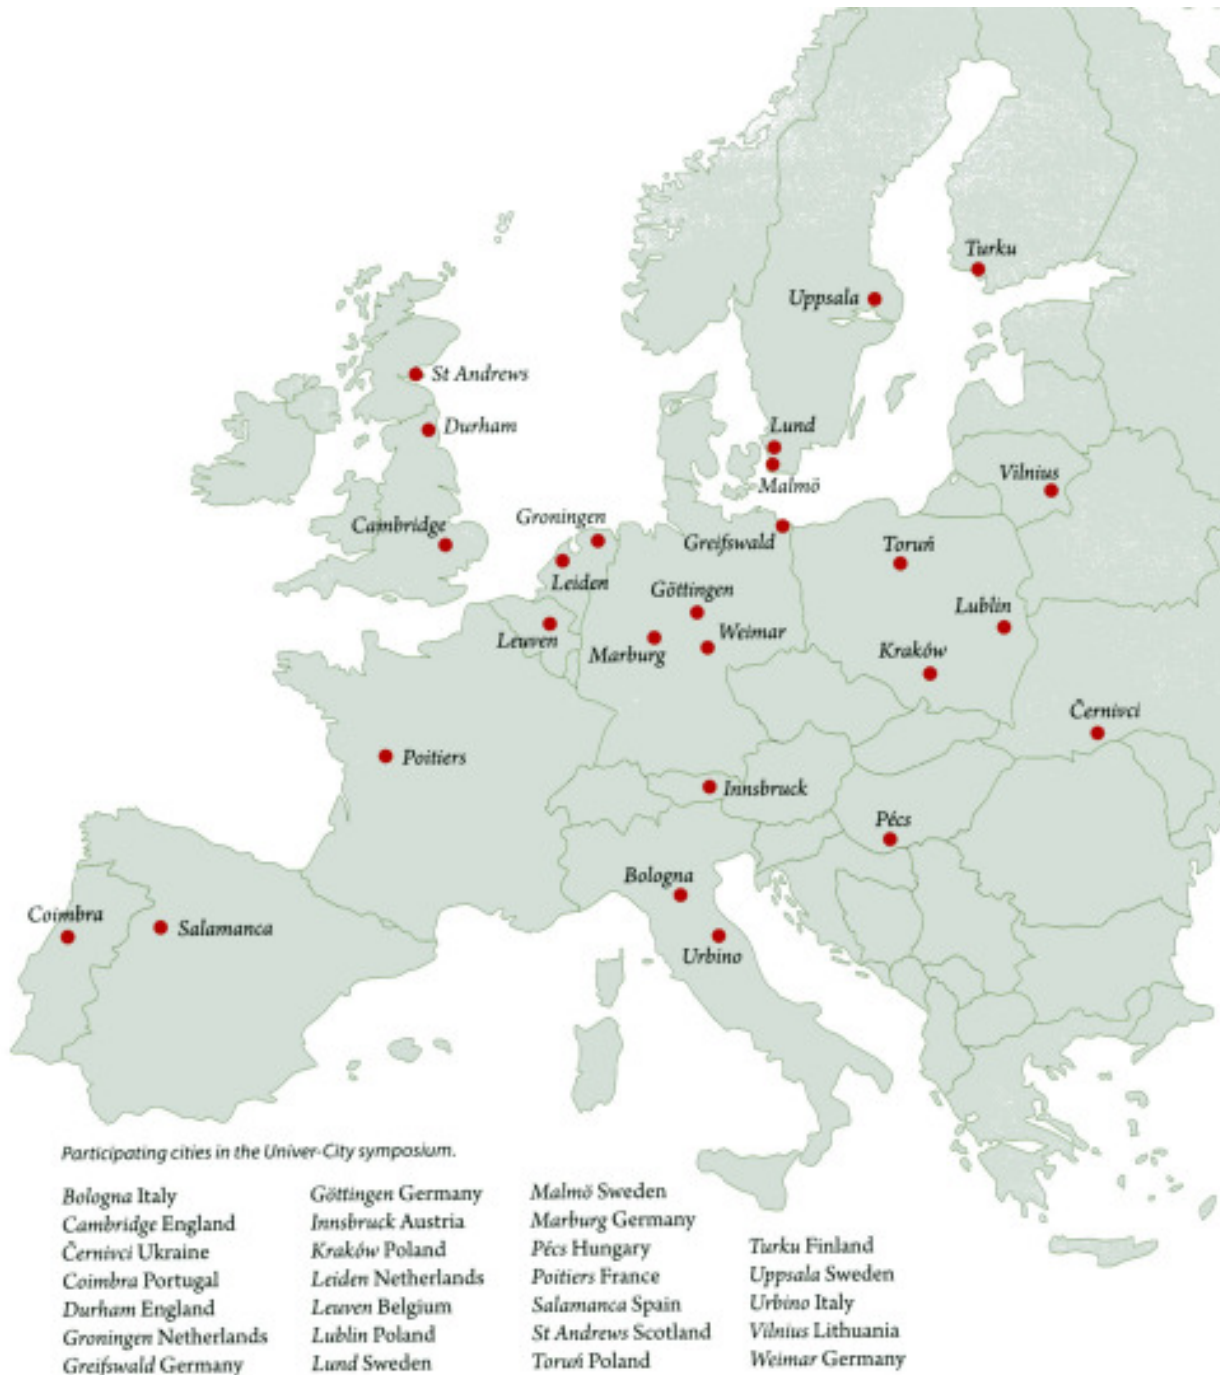 Turku
Uppsala
St Andrews
Durham
Lund
Malmö
Vilnius
Groningen
Cambridge
Greifswald
Toruń
Leiden
Göttingen
Lublin
Leuven
Weimar
Marburg
Kraków
Černivci
Poitiers
Innsbruck
Pécs
Bologna
Coimbra
Salamanca
Urbino
Participating cities in the Univer-City symposium.
Bologna Italy
Cambridge England
Černivci Ukraine
Coimbra Portugal
Durham England
Groningen Netherlands
Greifswald Germany
Göttingen Germany
Innsbruck Austria
Kraków Poland
Leiden Netherlands
Leuven Belgium
Lublin Poland
Lund Sweden
Malmö Sweden
Marburg Germany
Pécs Hungary
Poitiers France
Salamanca Spain
St Andrews Scotland
Toruń Poland
Turku Finland
Uppsala Sweden
Urbino Italy
Vilnius Lithuania
Weimar Germany